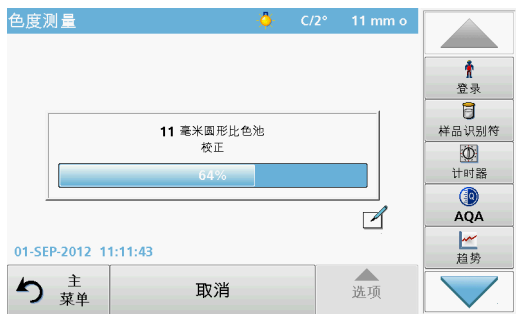 色度测量 C/2° 11 mm o
11 毫米圆形比色池
校正
64%
01-SEP-2012 11:11:43
主
菜单
取消
选项
登录
样品识别符
计时器
AQA
趋势